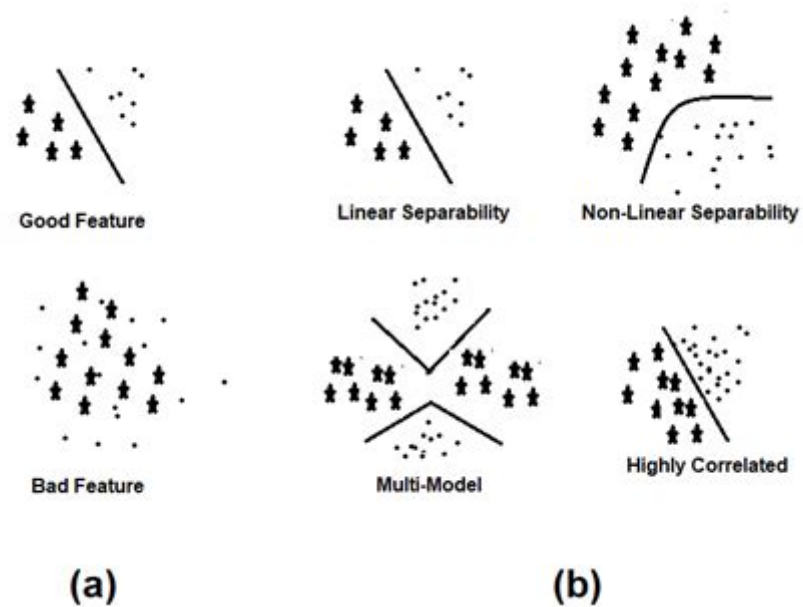 Good Feature
Linear Separability
Non-Linear Separability
Bad Feature
Multi-Model
Highly Correlated
(a)
(b)